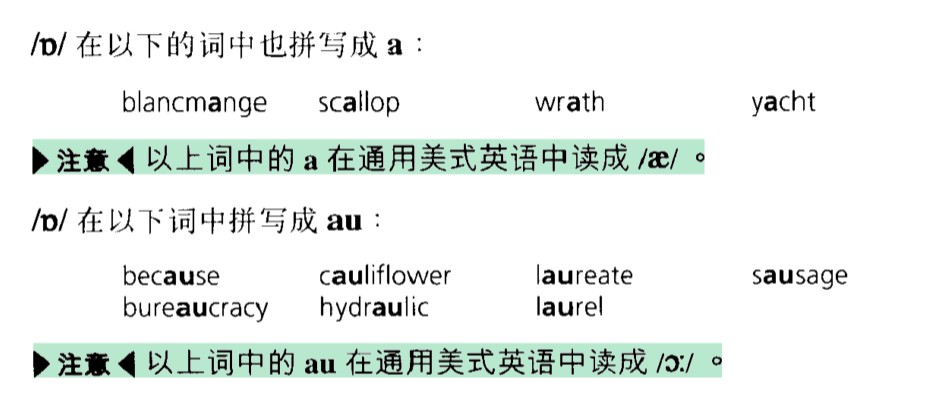 /ɒ/ 在以下的词中也拼写成 a：
blancmange scallop wrath yacht
▶注意◀ 以上词中的 a 在通用美式英语中读成 /æ/ 。
/ɒ/ 在以下词中拼写成 au：
because cauliflower laureate sausage
bureaucracy hydraulic laurel
▶注意◀ 以上词中的 au 在通用美式英语中读成 /ɔ:/ 。